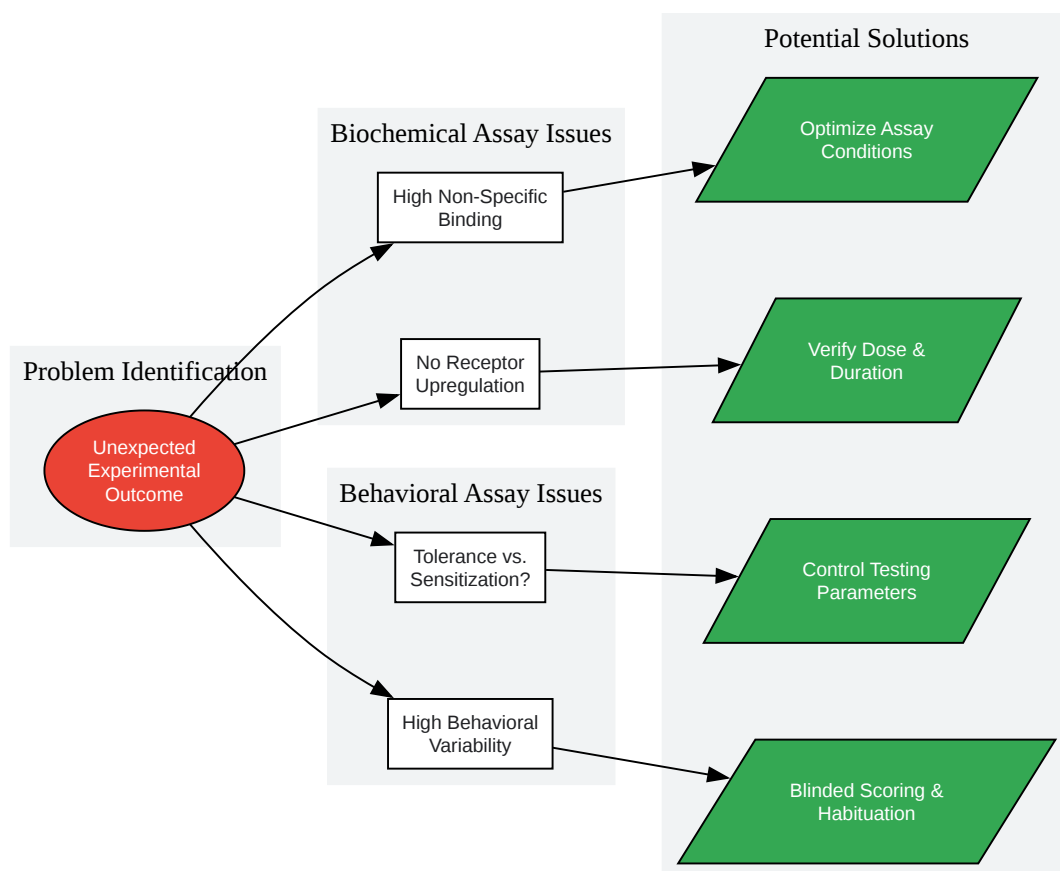 Potential Solutions
Biochemical Assay Issues
Optimize Assay
Conditions
High Non-Specific
Binding
Problem Identification
No Receptor
Upregulation
Verify Dose &
Duration
Unexpected
Experimental
Outcome
Behavioral Assay Issues
Tolerance vs.
Sensitization?
Control Testing
Parameters
High Behavioral
Variability
Blinded Scoring &
Habituation